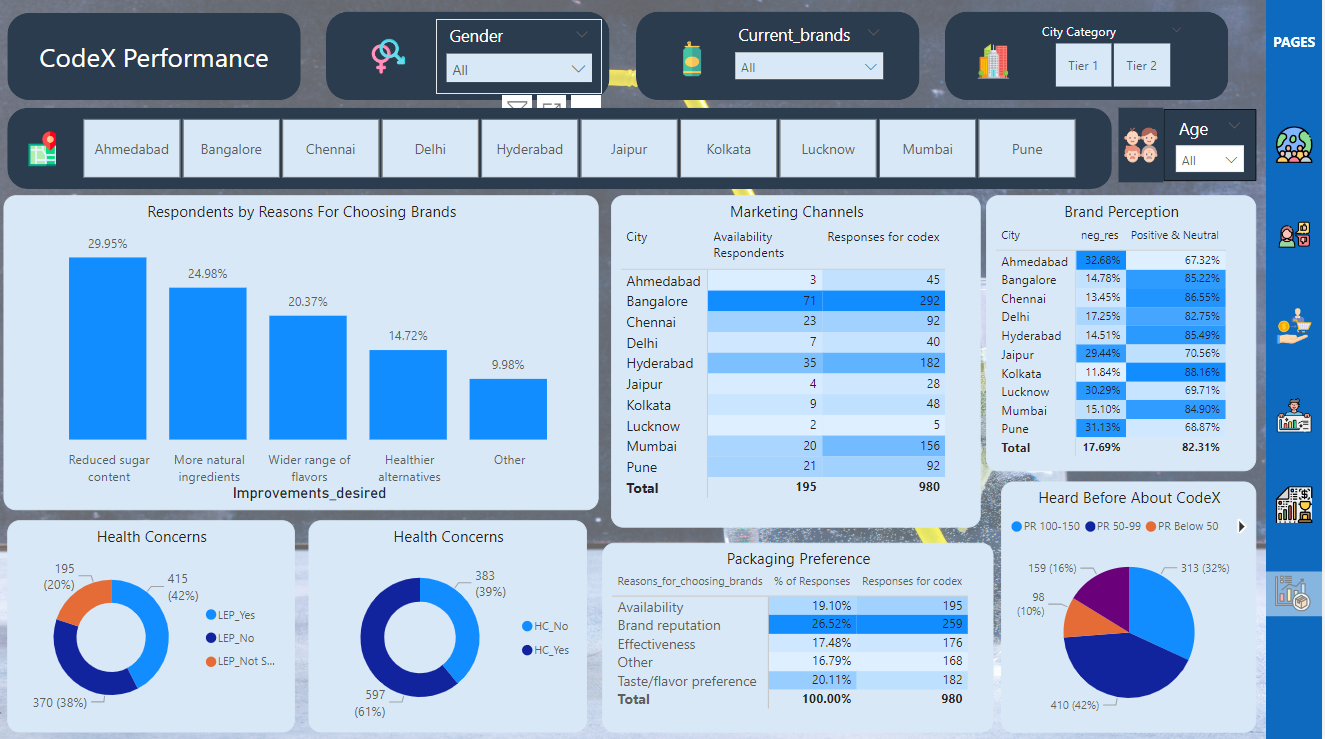 CodeX Performance
Gender
All
Current_brands
All
City Category
Tier 1
Tier 2
PAGES
Ahmedabad
Bangalore
Chennai
Delhi
Hyderabad
Jaipur
Kolkata
Lucknow
Mumbai
Pune
Age
All
Respondents by Reasons For Choosing Brands
29.95%
24.98%
20.37%
14.72%
9.98%
Reduced sugar
content
More natural
ingredients
Wider range of
flavors
Healthier
alternatives
Other
Improvements_desired
Marketing Channels
City Availability Responses for codex
Respondents
Ahmedabad 3 45
Bangalore 71 292
Chennai 23 92
Delhi 7 40
Hyderabad 35 182
Jaipur 4 28
Kolkata 9 48
Lucknow 2 5
Mumbai 20 156
Pune 21 92
Total 195 980
Brand Perception
City neg_res Positive & Neutral
Ahmedabad 32.68% 67.32%
Bangalore 14.78% 85.22%
Chennai 13.45% 86.55%
Delhi 17.25% 82.75%
Hyderabad 14.51% 85.49%
Jaipur 29.44% 70.56%
Kolkata 11.84% 88.16%
Lucknow 30.29% 69.71%
Mumbai 15.10% 84.90%
Pune 31.13% 68.87%
Total 17.69% 82.31%
Health Concerns
195
(20%)
415
(42%)
370 (38%)
LEP_Yes
LEP_No
LEP_Not S...
Health Concerns
383
(39%)
597
(61%)
HC_No
HC_Yes
Packaging Preference
Reasons_for_choosing_brands % of Responses Responses for codex
Availability 19.10% 195
Brand reputation 26.52% 259
Effectiveness 17.48% 176
Other 16.79% 168
Taste/flavor preference 20.11% 182
Total 100.00% 980
Heard Before About CodeX
PR 100-150 PR 50-99 PR Below 50
159 (16%)
313 (32%)
98
(10%)
410 (42%)